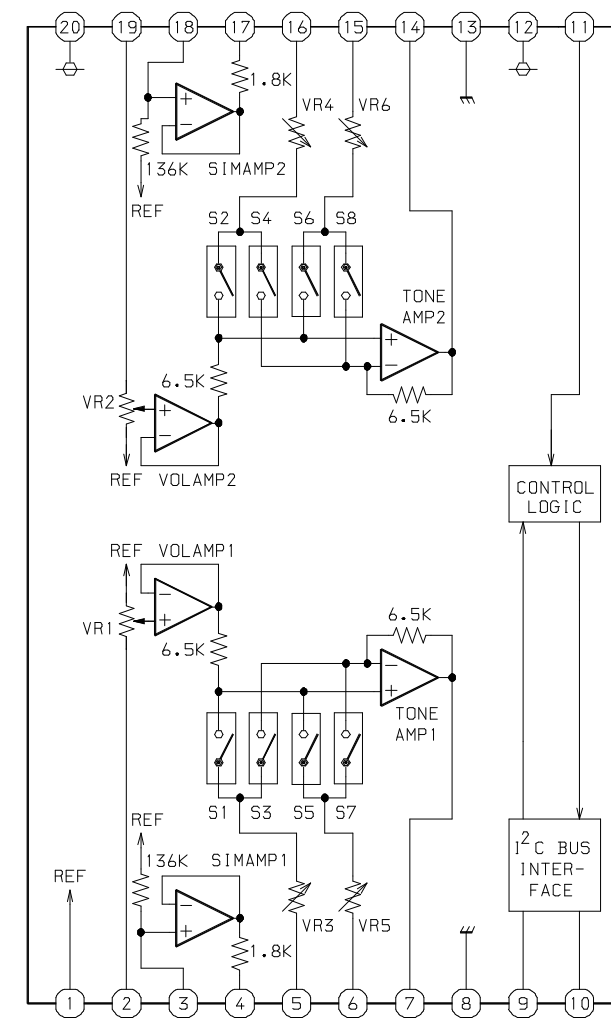 20 19 18 17 16 15 14 13 12 11
1.8K VR4 VR6
136K SIMAMP2
REF
S2 S4 S6 S8
TONE
AMP2
+
−
6.5K
VR2
6.5K
REF VOLAMP2
CONTROL
LOGIC
REF VOLAMP1
6.5K
VR1
6.5K
TONE
AMP1
S1 S3 S5 S7
REF
136K SIMAMP1
I²C BUS
INTER-
FACE
REF
VR3 VR5
1.8K
1 2 3 4 5 6 7 8 9 10